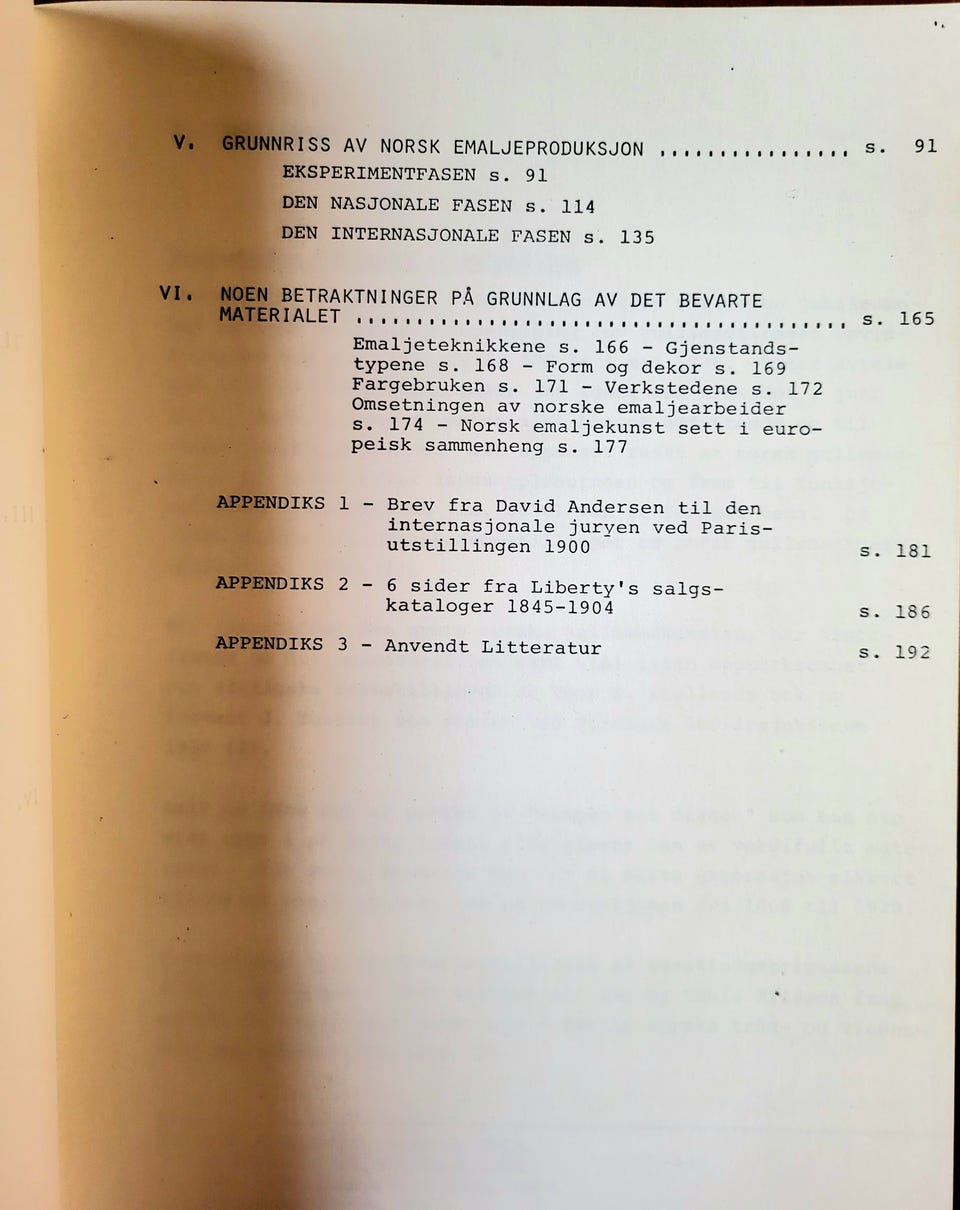 V. GRUNNRISS AV NORSK EMALJEPRODUKSJON ................ s. 91
EKSPERIMENTFASEN s. 91
DEN NASJONALE FASEN s. 114
DEN INTERNASJONALE FASEN s. 135
VI. NOEN BETRAKTNINGER PÅ GRUNNLAG AV DET BEVARTE
MATERIALET .......................................... s. 165
Emaljeteknikkene s. 166 - Gjenstands-
typene s. 168 - Form og dekor s. 169
Fargebruken s. 171 - Verkstedene s. 172
Omsetningen av norske emaljearbeider
s. 174 - Norsk emaljekunst sett i euro-
peisk sammenheng s. 177
APPENDIKS 1 - Brev fra David Andersen til den
internasjonale juryen ved Paris-
utstillingen 1900 s. 181
APPENDIKS 2 - 6 sider fra Liberty's salgs-
kataloger 1845-1904 s. 186
APPENDIKS 3 - Anvendt Litteratur s. 192